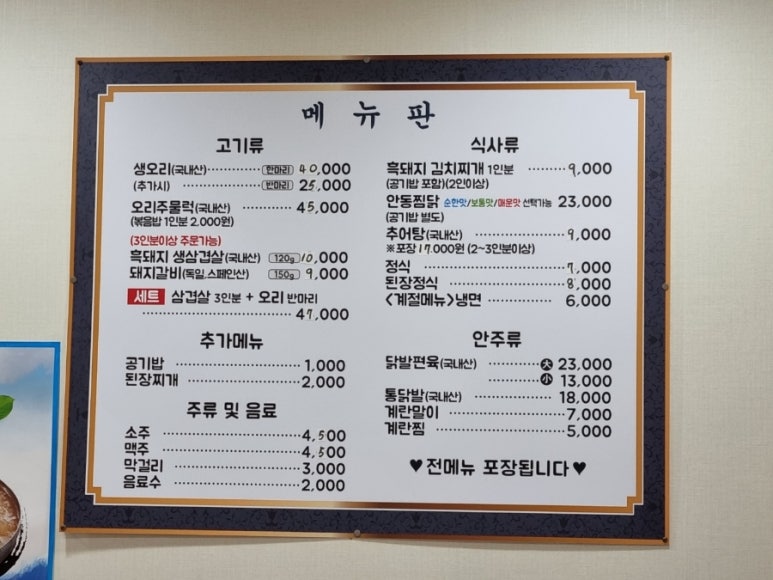 메뉴판
고기류
생오리(국내산) 한마리 40,000
(추가시) 반마리 25,000
오리주물럭(국내산) 45,000
(볶음밥 1인분 2.000원)
(3인분이상 주문가능)
흑돼지 생삼겹살(국내산) 120g 10,000
돼지갈비(독일,스페인산) 150g 9,000
세트 삼겹살 3인분 + 오리 반마리
47,000
추가메뉴
공기밥 1,000
된장찌개 2,000
주류 및 음료
소주 4,500
맥주 4,500
막걸리 3,000
음료수 2,000
식사류
흑돼지 김치찌개 1인분 9,000
(공기밥 포함)(2인이상)
안동찜닭 순한맛/보통맛/매운맛 선택가능 23,000
(공기밥 별도)
추어탕(국내산) 9,000
※포장 17.000원 (2~3인분이상)
정식 7,000
된장정식 8,000
<계절메뉴>냉면 6,000
안주류
닭발편육(국내산) 大 23,000
小 13,000
통닭발(국내산) 18,000
계란말이 7,000
계란찜 5,000
♥전메뉴 포장됩니다♥